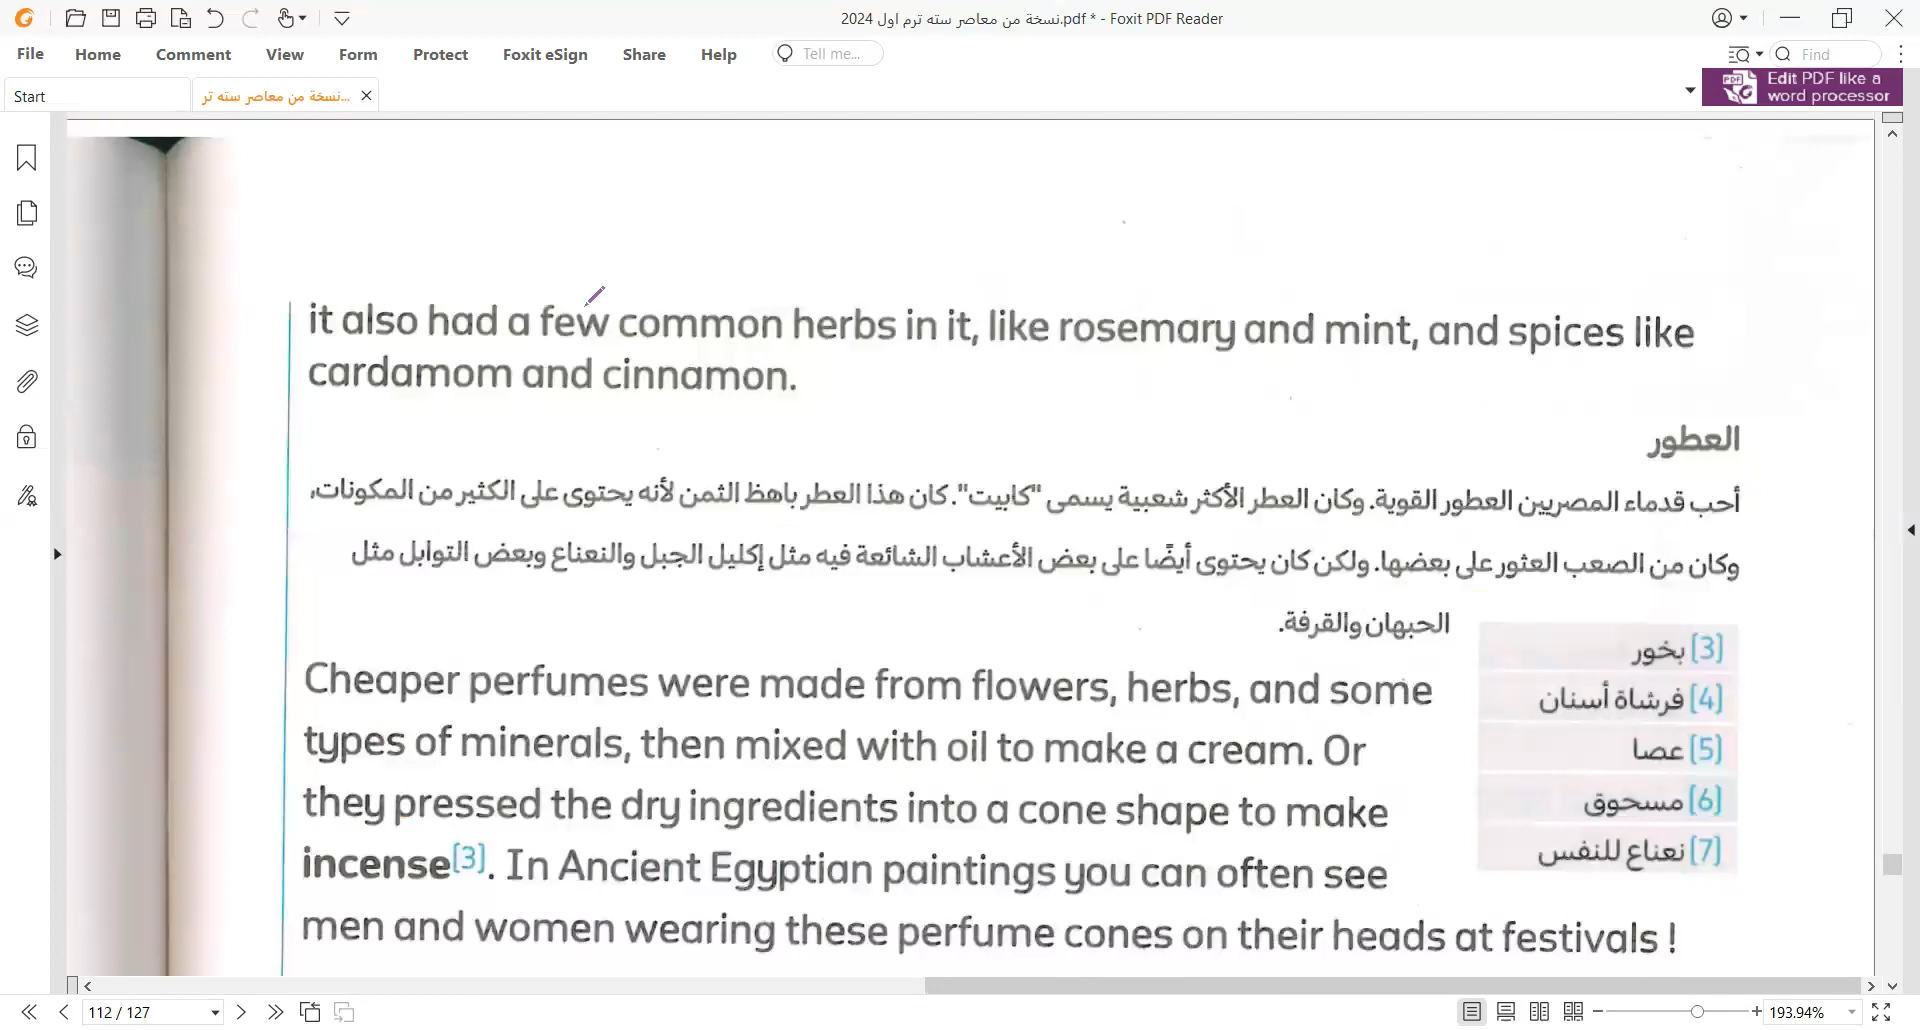 نسخة من معاصر سته ترم اول 2024.pdf * - Foxit PDF Reader
File Home Comment View Form Protect Foxit eSign Share Help Tell me... Find
Start
نسخة من معاصر سته تر...
Edit PDF like a
word processor
it also had a few common herbs in it, like rosemary and mint, and spices like
cardamom and cinnamon.
العطور
أحب قدماء المصريين العطور القوية. وكان العطر الأكثر شعبية يسمى "كابيت". كان هذا العطر باهظ الثمن لأنه يحتوى على الكثير من المكونات،
وكان من الصعب العثور على بعضها. ولكن كان يحتوى أيضًا على بعض الأعشاب الشائعة فيه مثل إكليل الجبل والنعناع وبعض التوابل مثل
الحبهان والقرفة.
Cheaper perfumes were made from flowers, herbs, and some
types of minerals, then mixed with oil to make a cream. Or
they pressed the dry ingredients into a cone shape to make
incense[3]. In Ancient Egyptian paintings you can often see
men and women wearing these perfume cones on their heads at festivals !
[3] بخور
[4] فرشاة أسنان
[5] عصا
[6] مسحوق
[7] نعناع للنفس
112 / 127
193.94%